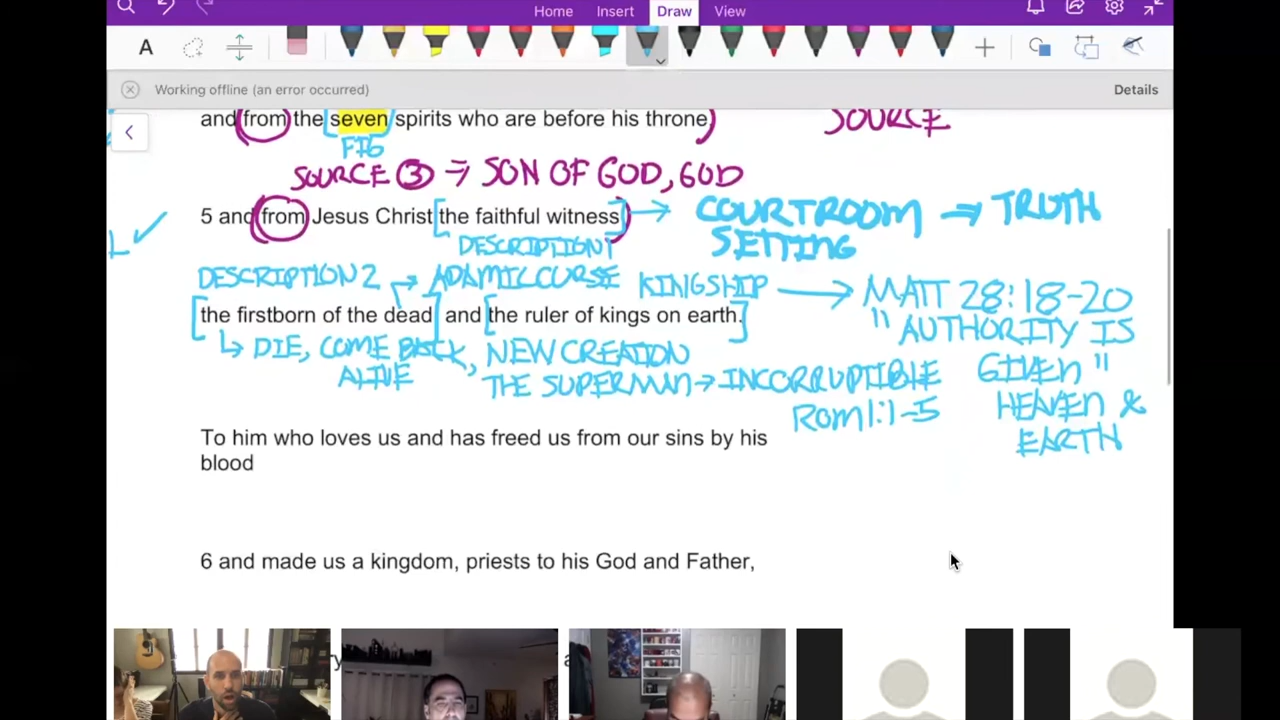 Home Insert Draw View
A
Working offline (an error occurred) Details
and from the seven spirits who are before his throne) SOURCE
FIG
SOURCE ③ ⇒ SON OF GOD, GOD
5 and from Jesus Christ [the faithful witness]) → COURTROOM ⇒ TRUTH
L ✓ SETTING
DESCRIPTION 1
DESCRIPTION 2 → ADAMIC CURSE KINGSHIP → MATT 28:18-20
[the firstborn of the dead] and [the ruler of kings on earth.] " AUTHORITY IS
↳ DIE, COME BACK, NEW CREATION GIVEN "
ALIVE THE SUPERMAN → INCORRUPTIBLE HEAVEN &
Rom 1:1-5 EARTH
To him who loves us and has freed us from our sins by his
blood
6 and made us a kingdom, priests to his God and Father,